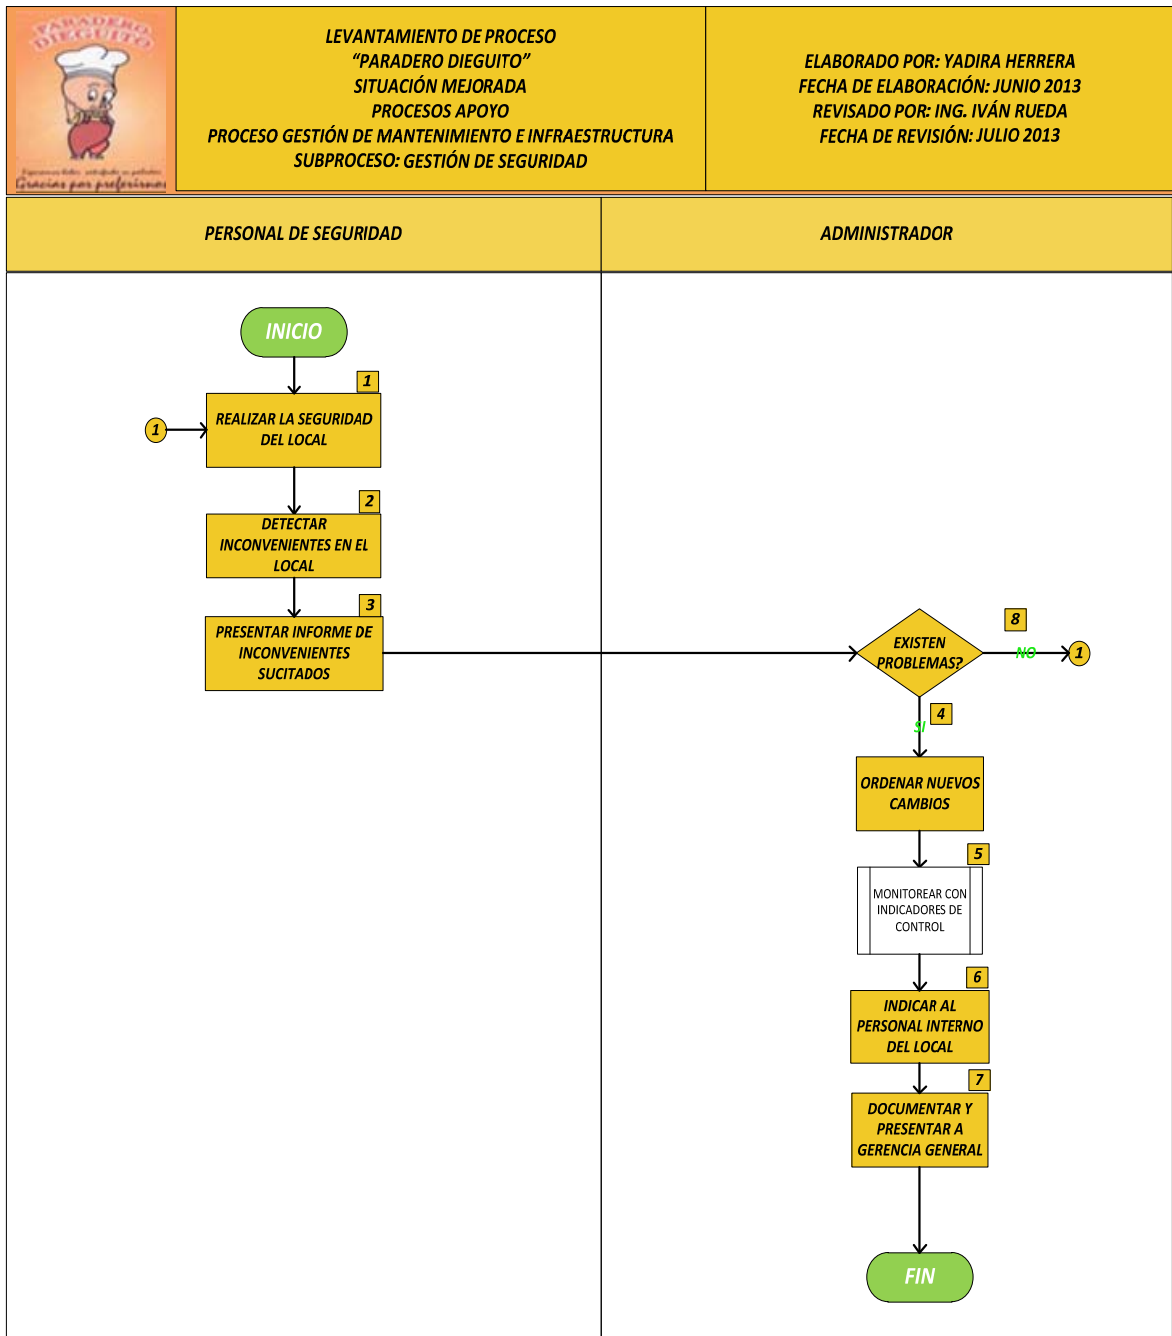 PARADERO
DIEGUITO
Gracias por preferirnos
LEVANTAMIENTO DE PROCESO
“PARADERO DIEGUITO”
SITUACIÓN MEJORADA
PROCESOS APOYO
PROCESO GESTIÓN DE MANTENIMIENTO E INFRAESTRUCTURA
SUBPROCESO: GESTIÓN DE SEGURIDAD
ELABORADO POR: YADIRA HERRERA
FECHA DE ELABORACIÓN: JUNIO 2013
REVISADO POR: ING. IVÁN RUEDA
FECHA DE REVISIÓN: JULIO 2013
PERSONAL DE SEGURIDAD
ADMINISTRADOR
INICIO
1
1
REALIZAR LA SEGURIDAD
DEL LOCAL
2
DETECTAR
INCONVENIENTES EN EL
LOCAL
3
PRESENTAR INFORME DE
INCONVENIENTES
SUCITADOS
EXISTEN
PROBLEMAS?
8
NO
1
4
SI
ORDENAR NUEVOS
CAMBIOS
5
MONITOREAR CON
INDICADORES DE
CONTROL
6
INDICAR AL
PERSONAL INTERNO
DEL LOCAL
7
DOCUMENTAR Y
PRESENTAR A
GERENCIA GENERAL
FIN